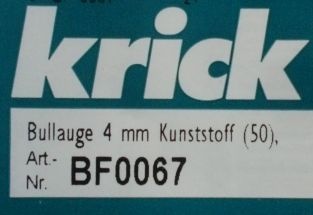 krick
Bullauge 4 mm Kunststoff (50),
Art.-
Nr. BF0067